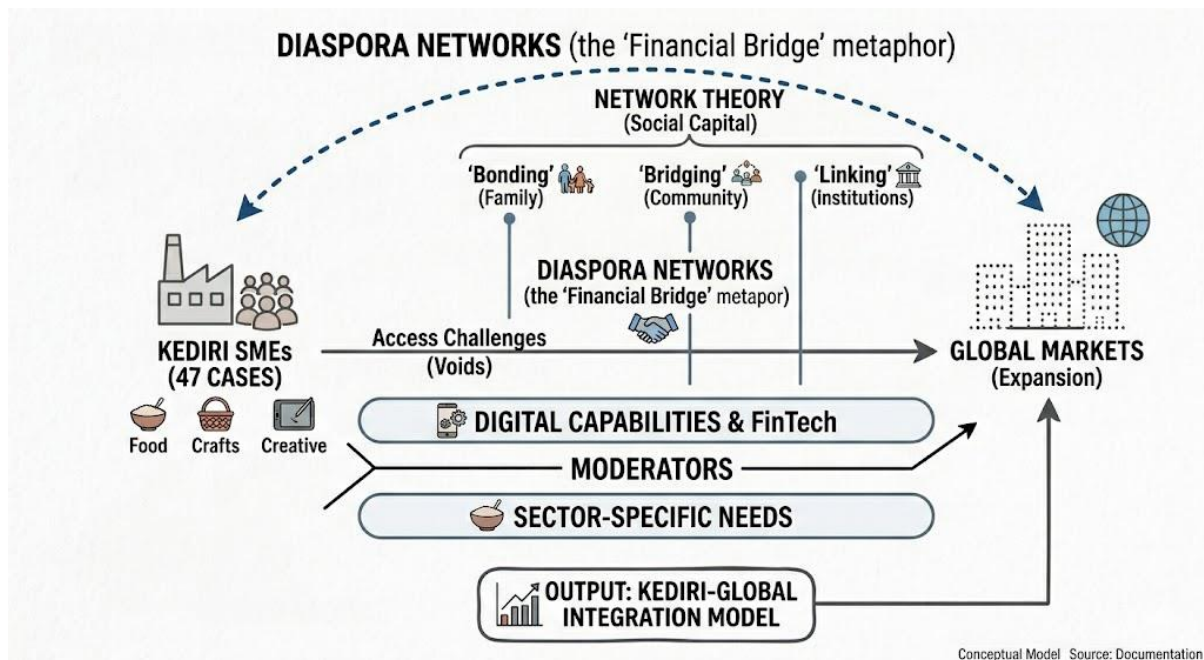 DIASPORA NETWORKS (the ‘Financial Bridge’ metaphor)
NETWORK THEORY
(Social Capital)
‘Bonding’
(Family)
‘Bridging’
(Community)
‘Linking’
(Institutions)
DIASPORA NETWORKS
(the ‘Financial Bridge’ metapor)
KEDIRI SMEs
(47 CASES)
Food
Crafts
Creative
Access Challenges
(Voids)
GLOBAL MARKETS
(Expansion)
DIGITAL CAPABILITIES & FinTech
MODERATORS
SECTOR-SPECIFIC NEEDS
OUTPUT: KEDIRI-GLOBAL
INTEGRATION MODEL
Conceptual Model Source: Documentation